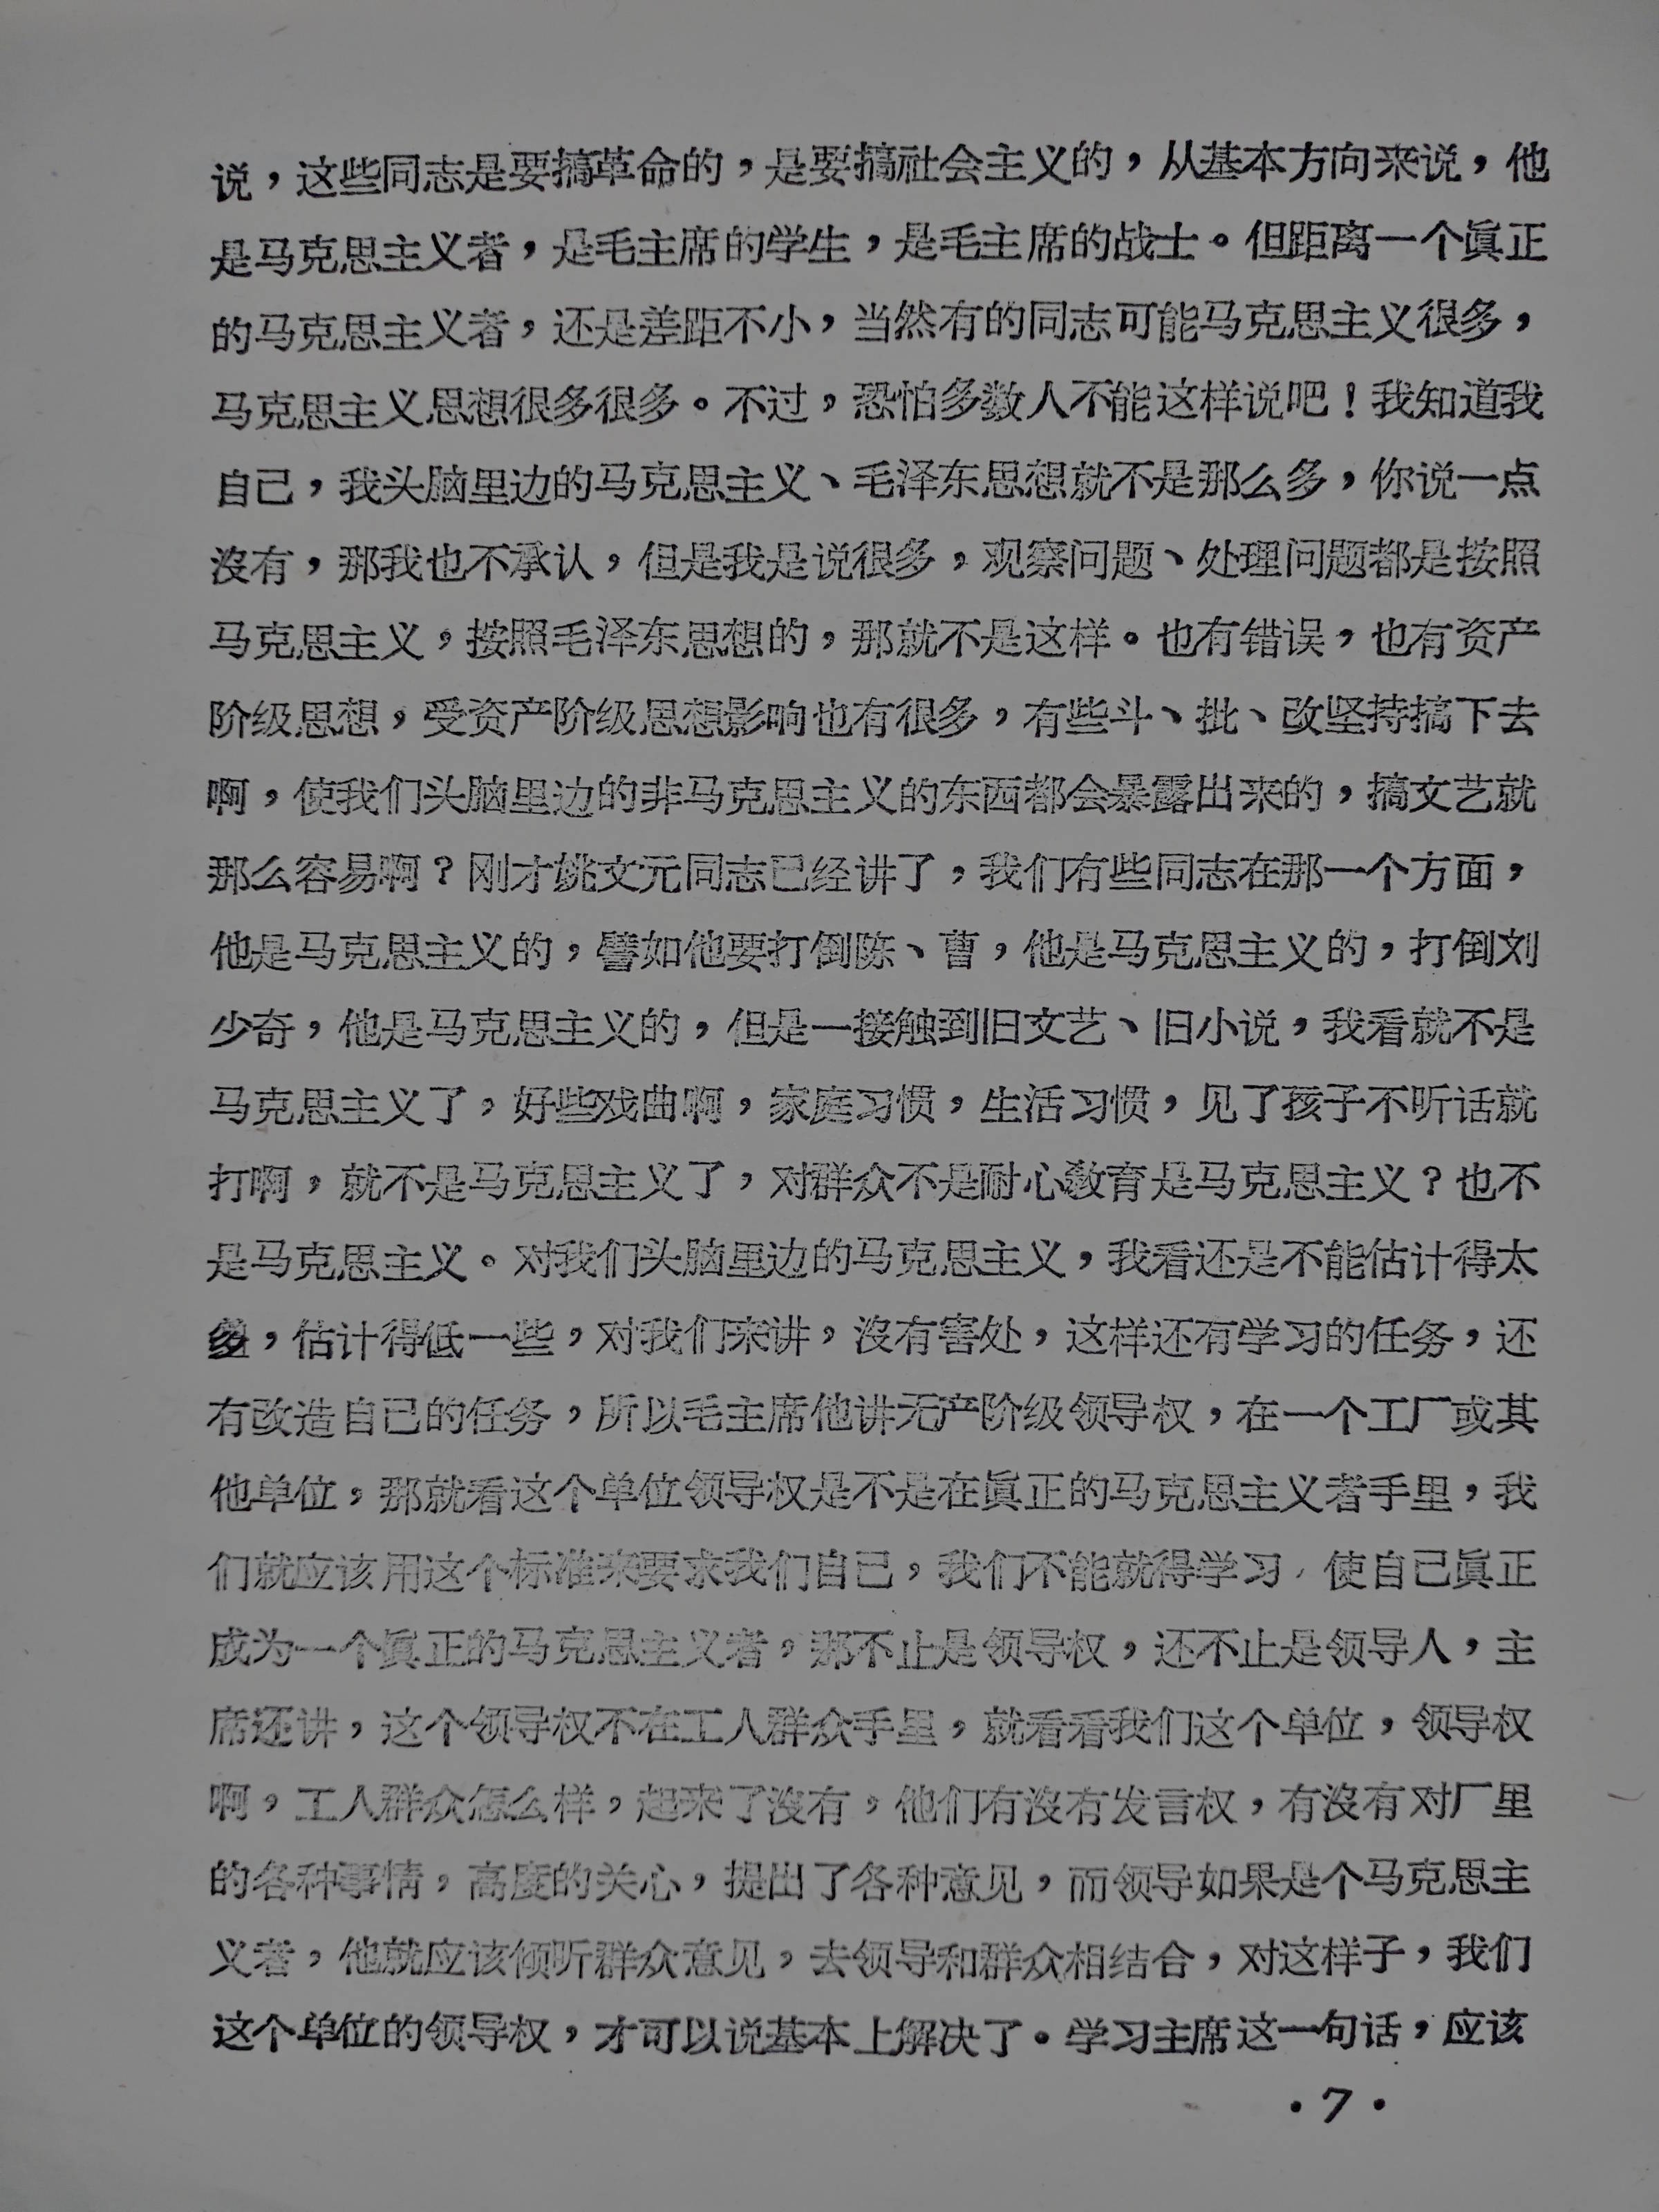 说，这些同志是要搞革命的，是要搞社会主义的，从基本方向来说，他
是马克思主义者，是毛主席的学生，是毛主席的战士。但距离一个眞正
的马克思主义者，还是差距不小，当然有的同志可能马克思主义很多，
马克思主义思想很多很多。不过，恐怕多数人不能这样说吧！我知道我
自己，我头脑里边的马克思主义、毛泽东思想就不是那么多，你说一点
沒有，那我也不承认，但是我是说很多，观察问题、处理问题都是按照
马克思主义，按照毛泽东思想的，那就不是这样。也有错误，也有资产
阶级思想，受资产阶级思想影响也有很多，有些斗、批、改坚持搞下去
啊，使我们头脑里边的非马克思主义的东西都会暴露出来的，搞文艺就
那么容易啊？刚才姚文元同志已经讲了，我们有些同志在那一个方面，
他是马克思主义的，譬如他要打倒陈、曹，他是马克思主义的，打倒刘
少奇，他是马克思主义的，但是一接触到旧文艺、旧小说，我看就不是
马克思主义了，好些戏曲啊，家庭习惯，生活习惯，见了孩子不听话就
打啊，就不是马克思主义了，对群众不是耐心教育是马克思主义？也不
是马克思主义。对我们头脑里边的马克思主义，我看还是不能估计得太
多，估计得低一些，对我们来讲，沒有害处，这样还有学习的任务，还
有改造自己的任务，所以毛主席他讲无产阶级领导权，在一个工厂或其
他单位，那就看这个单位领导权是不是在眞正的马克思主义者手里，我
们就应该用这个标准来要求我们自己，我们不能就得学习，使自己眞正
成为一个眞正的马克思主义者，那不止是领导权，还不止是领导人，主
席还讲，这个领导权不在工人群众手里，就看看我们这个单位，领导权
啊，工人群众怎么样，起来了沒有，他们有沒有发言权，有沒有对厂里
的各种事情，高度的关心，提出了各种意见，而领导如果是个马克思主
义者，他就应该倾听群众意见，去领导和群众相结合，对这样子，我们
这个单位的领导权，才可以说基本上解决了。学习主席这一句话，应该
·7·